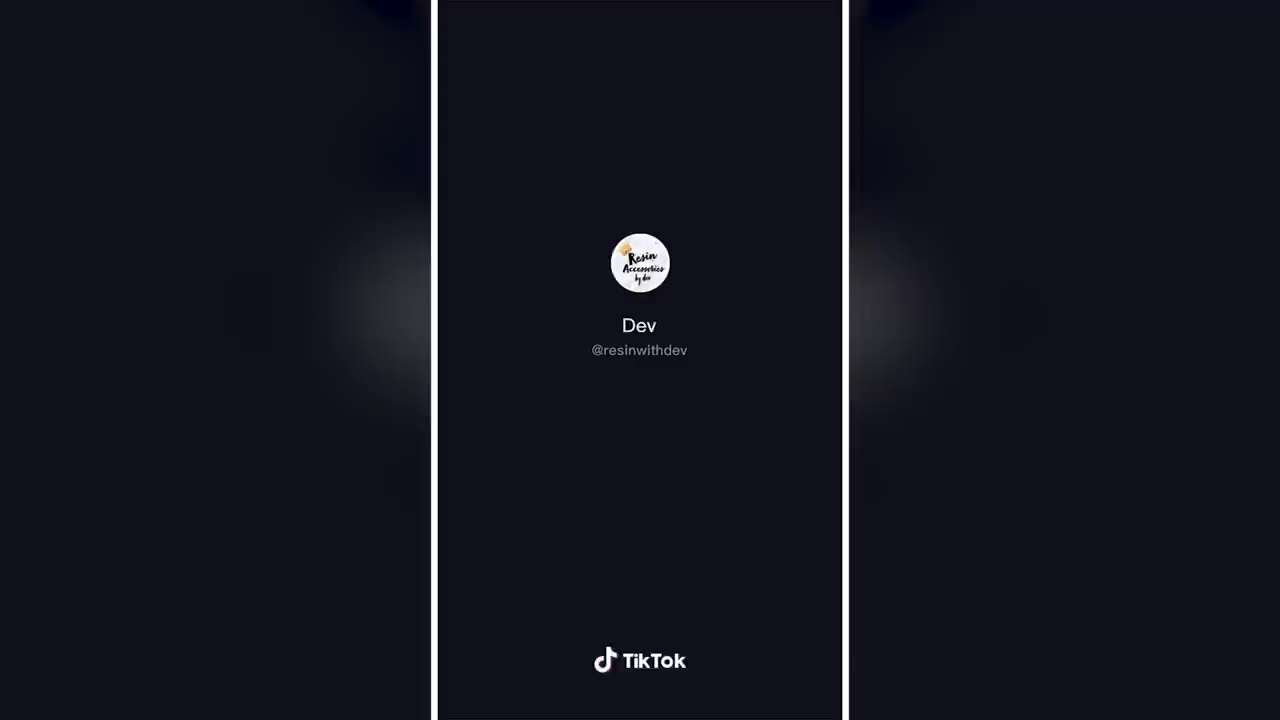 Resin
Accessories
by dev
Dev
@resinwithdev
TikTok